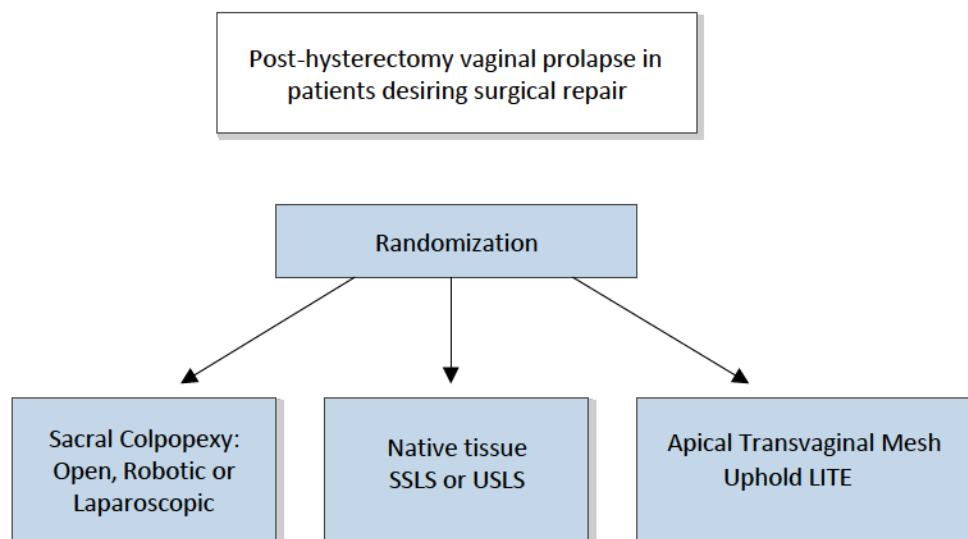 Post-hysterectomy vaginal prolapse in
patients desiring surgical repair
Randomization
Sacral Colpopexy:
Open, Robotic or
Laparoscopic
Native tissue
SSLS or USLS
Apical Transvaginal Mesh
Uphold LITE